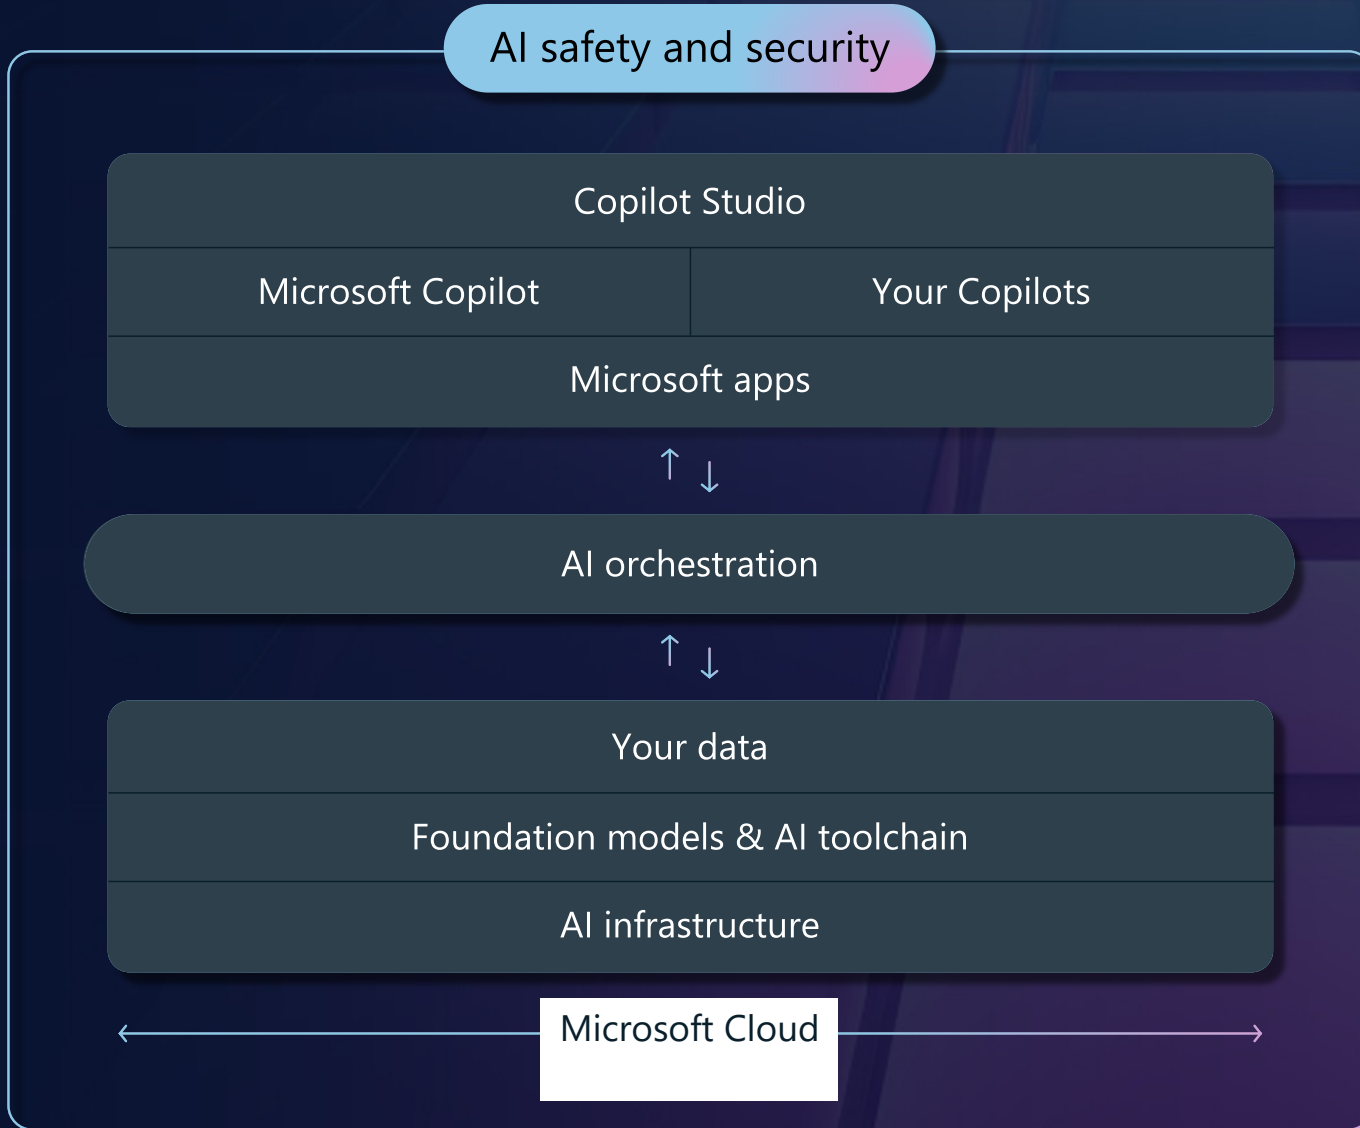 AI safety and security
Copilot Studio
Microsoft Copilot
Your Copilots
Microsoft apps
AI orchestration
Your data
Foundation models & AI toolchain
AI infrastructure
Microsoft Cloud